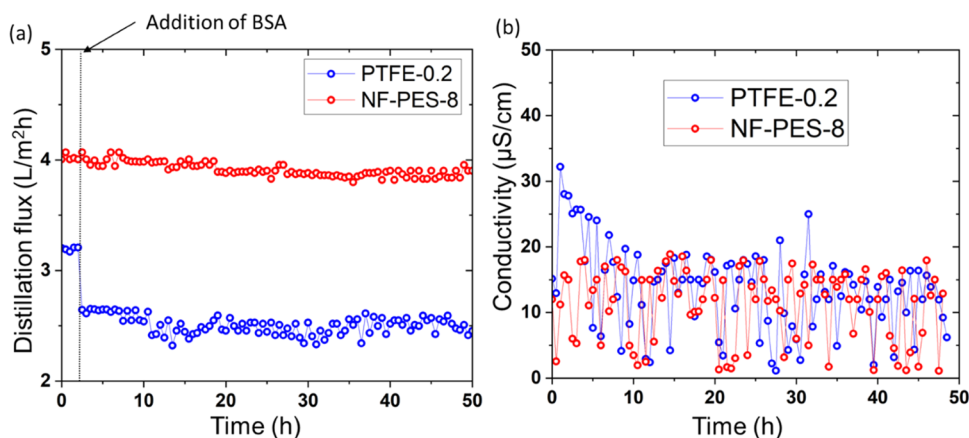 (a)
Addition of BSA
5
4
3
2
Distillation flux (L/m²h)
PTFE-0.2
NF-PES-8
0 10 20 30 40 50
Time (h)
(b)
50
40
30
20
10
0
Conductivity (µS/cm)
PTFE-0.2
NF-PES-8
0 10 20 30 40 50
Time (h)